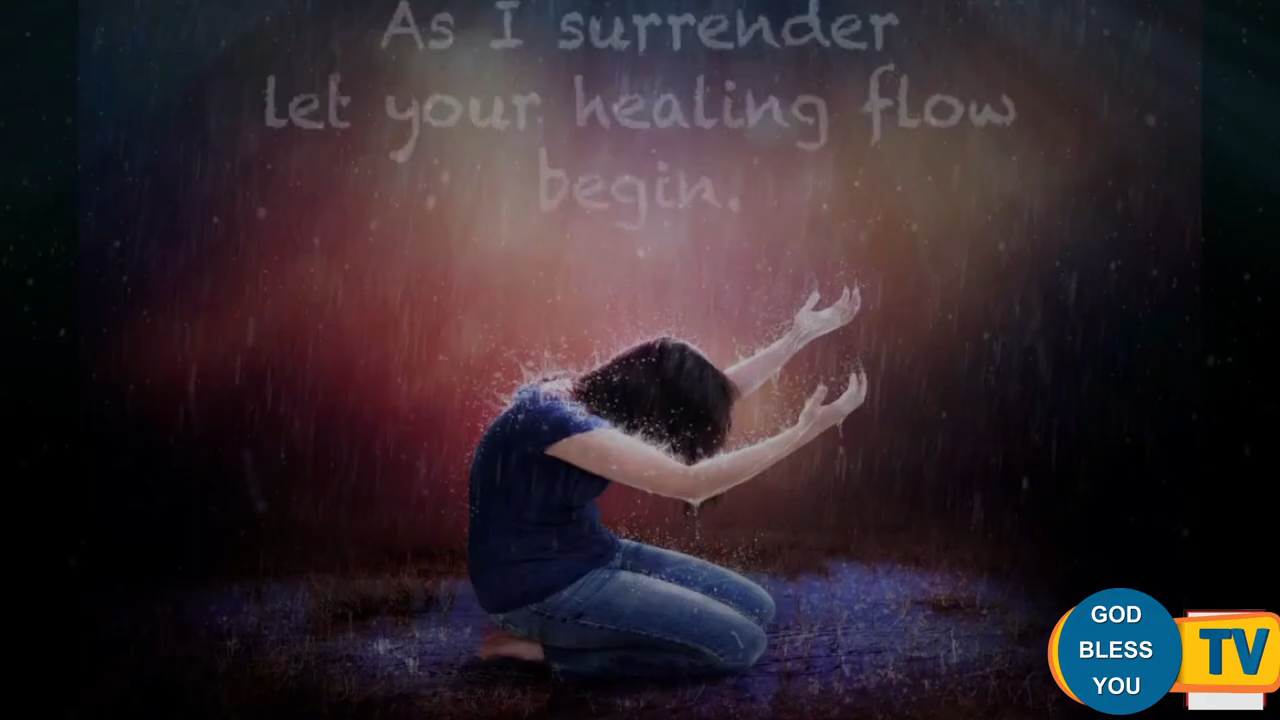 As I surrender
let your healing flow
begin.
GOD
BLESS
YOU
TV